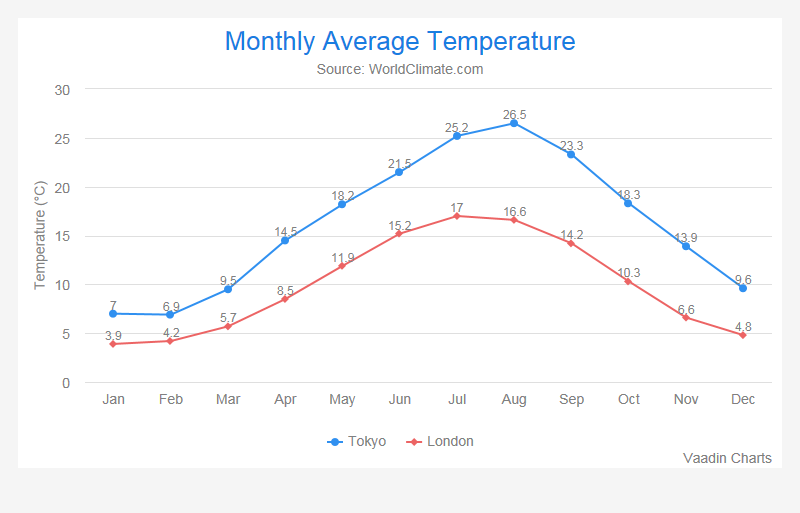 Monthly Average Temperature
Source: WorldClimate.com
Temperature (°C)
30
25
20
15
10
5
0
7 6.9 9.5 14.5 18.2 21.5 25.2 26.5 23.3 18.3 13.9 9.6
3.9 4.2 5.7 8.5 11.9 15.2 17 16.6 14.2 10.3 6.6 4.8
Jan Feb Mar Apr May Jun Jul Aug Sep Oct Nov Dec
Tokyo London
Vaadin Charts